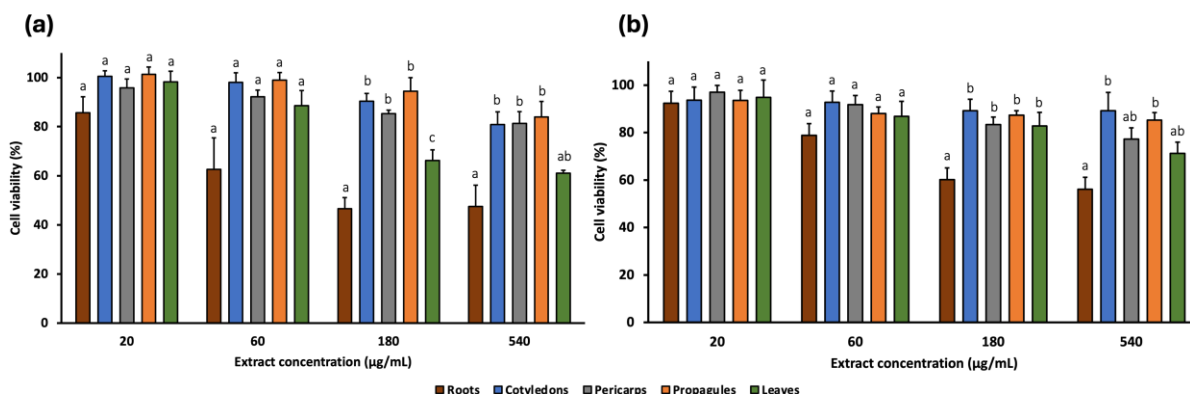 (a)
Cell viability (%)
100
80
60
40
20
0
a a a a a
a a a a a
a b b b c
a b b b ab
20 60 180 540
Extract concentration (µg/mL)
(b)
Cell viability (%)
100
80
60
40
20
0
a a a a a
a a a a a
a b b b b
a b ab b ab
20 60 180 540
Extract concentration (µg/mL)
Roots Cotyledons Pericarps Propagules Leaves